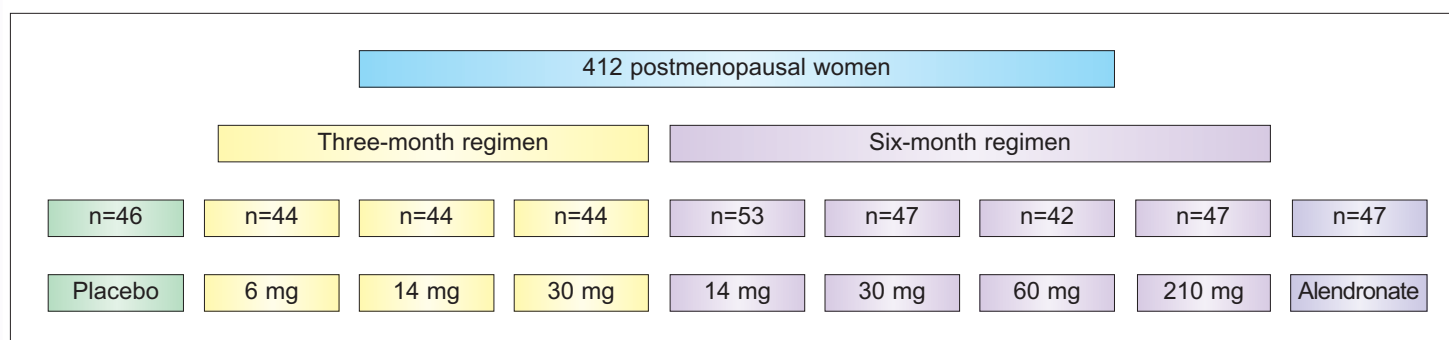 412 postmenopausal women
Three-month regimen Six-month regimen
n=46 n=44 n=44 n=44 n=53 n=47 n=42 n=47 n=47
Placebo 6 mg 14 mg 30 mg 14 mg 30 mg 60 mg 210 mg Alendronate